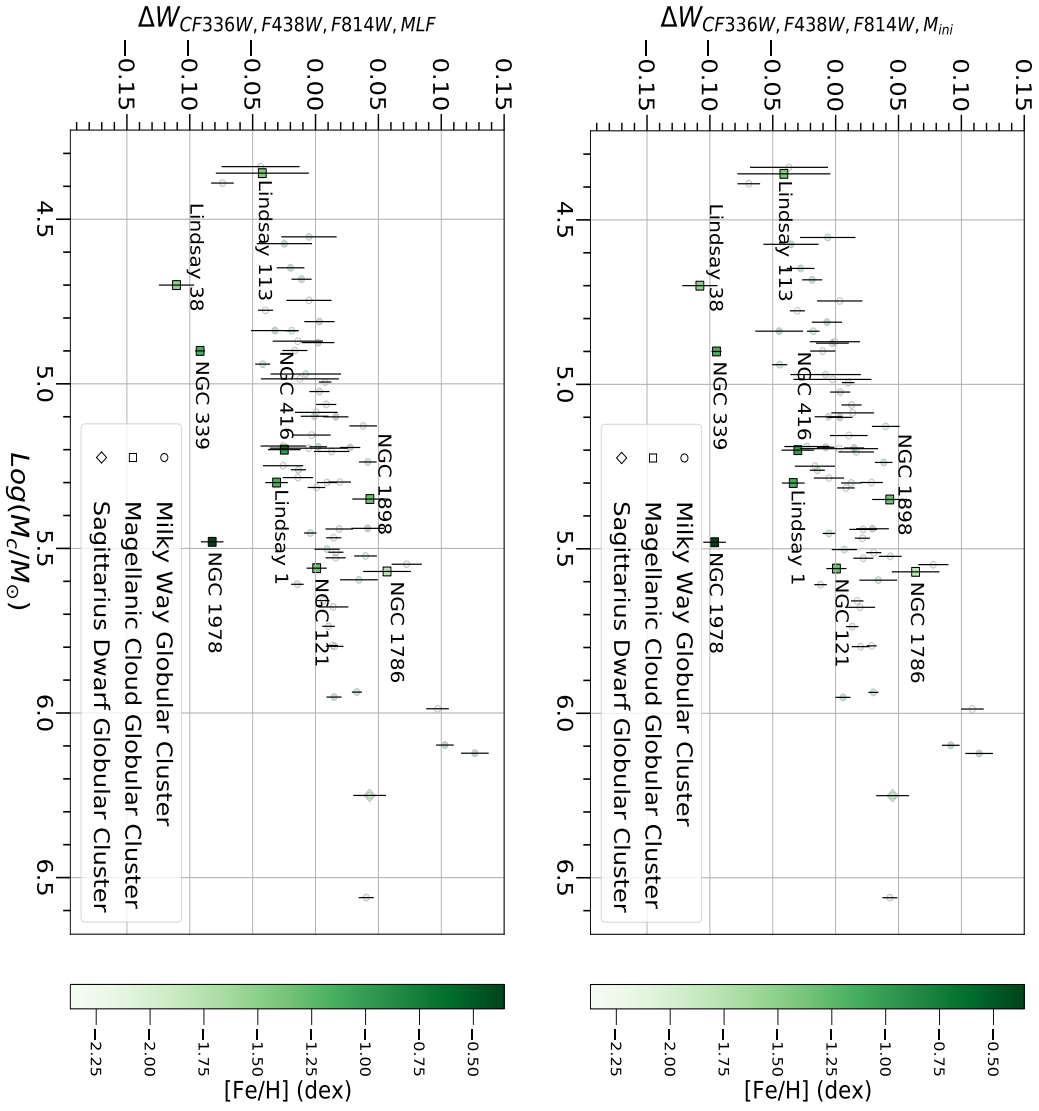 ΔW_{CF336W, F438W, F814W, M_{ini}}
0.15
0.10
0.05
0.00
−0.05
−0.10
−0.15
Lindsay 113
Lindsay 38
NGC 339
NGC 416
NGC 1898
Lindsay 1
NGC 1978
NGC 121
NGC 1786
Milky Way Globular Cluster
Magellanic Cloud Globular Cluster
Sagittarius Dwarf Globular Cluster
4.5
5.0
5.5
6.0
6.5
−0.50
−0.75
−1.00
−1.25
−1.50
−1.75
−2.00
−2.25
[Fe/H] (dex)
ΔW_{CF336W, F438W, F814W, MLF}
0.15
0.10
0.05
0.00
−0.05
−0.10
−0.15
Lindsay 113
Lindsay 38
NGC 339
NGC 416
NGC 1898
Lindsay 1
NGC 1978
NGC 121
NGC 1786
Milky Way Globular Cluster
Magellanic Cloud Globular Cluster
Sagittarius Dwarf Globular Cluster
4.5
5.0
5.5
6.0
6.5
Log(M_c/M_⊙)
−0.50
−0.75
−1.00
−1.25
−1.50
−1.75
−2.00
−2.25
[Fe/H] (dex)